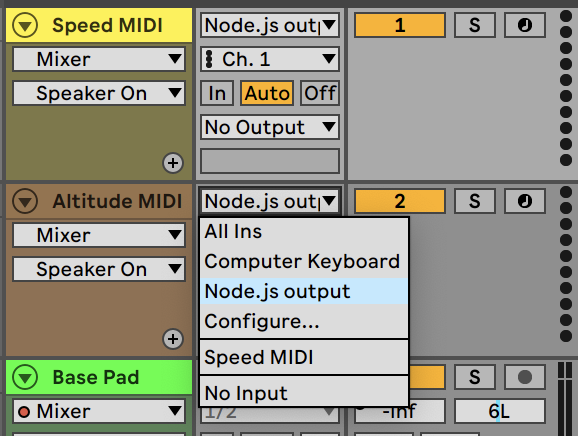 Speed MIDI
Node.js outp
1
S
Mixer
Ch. 1
Speaker On
In
Auto
Off
No Output
Altitude MIDI
Node.js outp
2
S
Mixer
All Ins
Speaker On
Computer Keyboard
Node.js output
Configure...
Speed MIDI
Base Pad
S
No Input
Mixer
1/2
-inf
6L